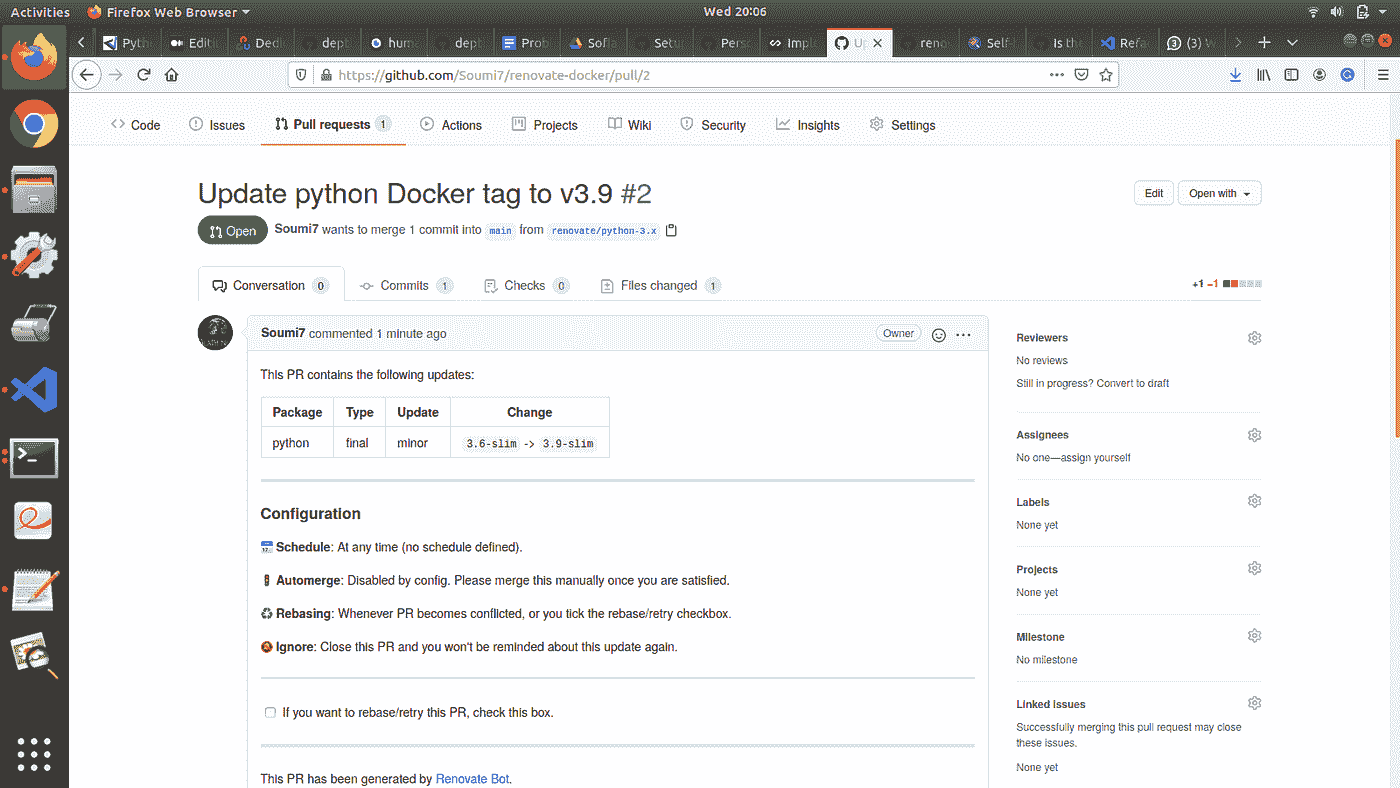 Activities Firefox Web Browser Wed 20:06
Pyth Editi Dedi dept hum dept Prob Sofla Set Pers Impl Up reno Self Is th Refa (3) W
https://github.com/Soumi7/renovate-docker/pull/2
Code Issues Pull requests 1 Actions Projects Wiki Security Insights Settings
Update python Docker tag to v3.9 #2
Edit Open with
Open Soumi7 wants to merge 1 commit into main from renovate/python-3.x
Conversation 0 Commits 1 Checks 0 Files changed 1
+1 −1
Soumi7 commented 1 minute ago Owner
This PR contains the following updates:
Package Type Update Change
python final minor 3.6-slim -> 3.9-slim
Configuration
Schedule: At any time (no schedule defined).
Automerge: Disabled by config. Please merge this manually once you are satisfied.
Rebasing: Whenever PR becomes conflicted, or you tick the rebase/retry checkbox.
Ignore: Close this PR and you won't be reminded about this update again.
If you want to rebase/retry this PR, check this box.
This PR has been generated by Renovate Bot.
Reviewers
No reviews
Still in progress? Convert to draft
Assignees
No one—assign yourself
Labels
None yet
Projects
None yet
Milestone
No milestone
Linked issues
Successfully merging this pull request may close
these issues.
None yet